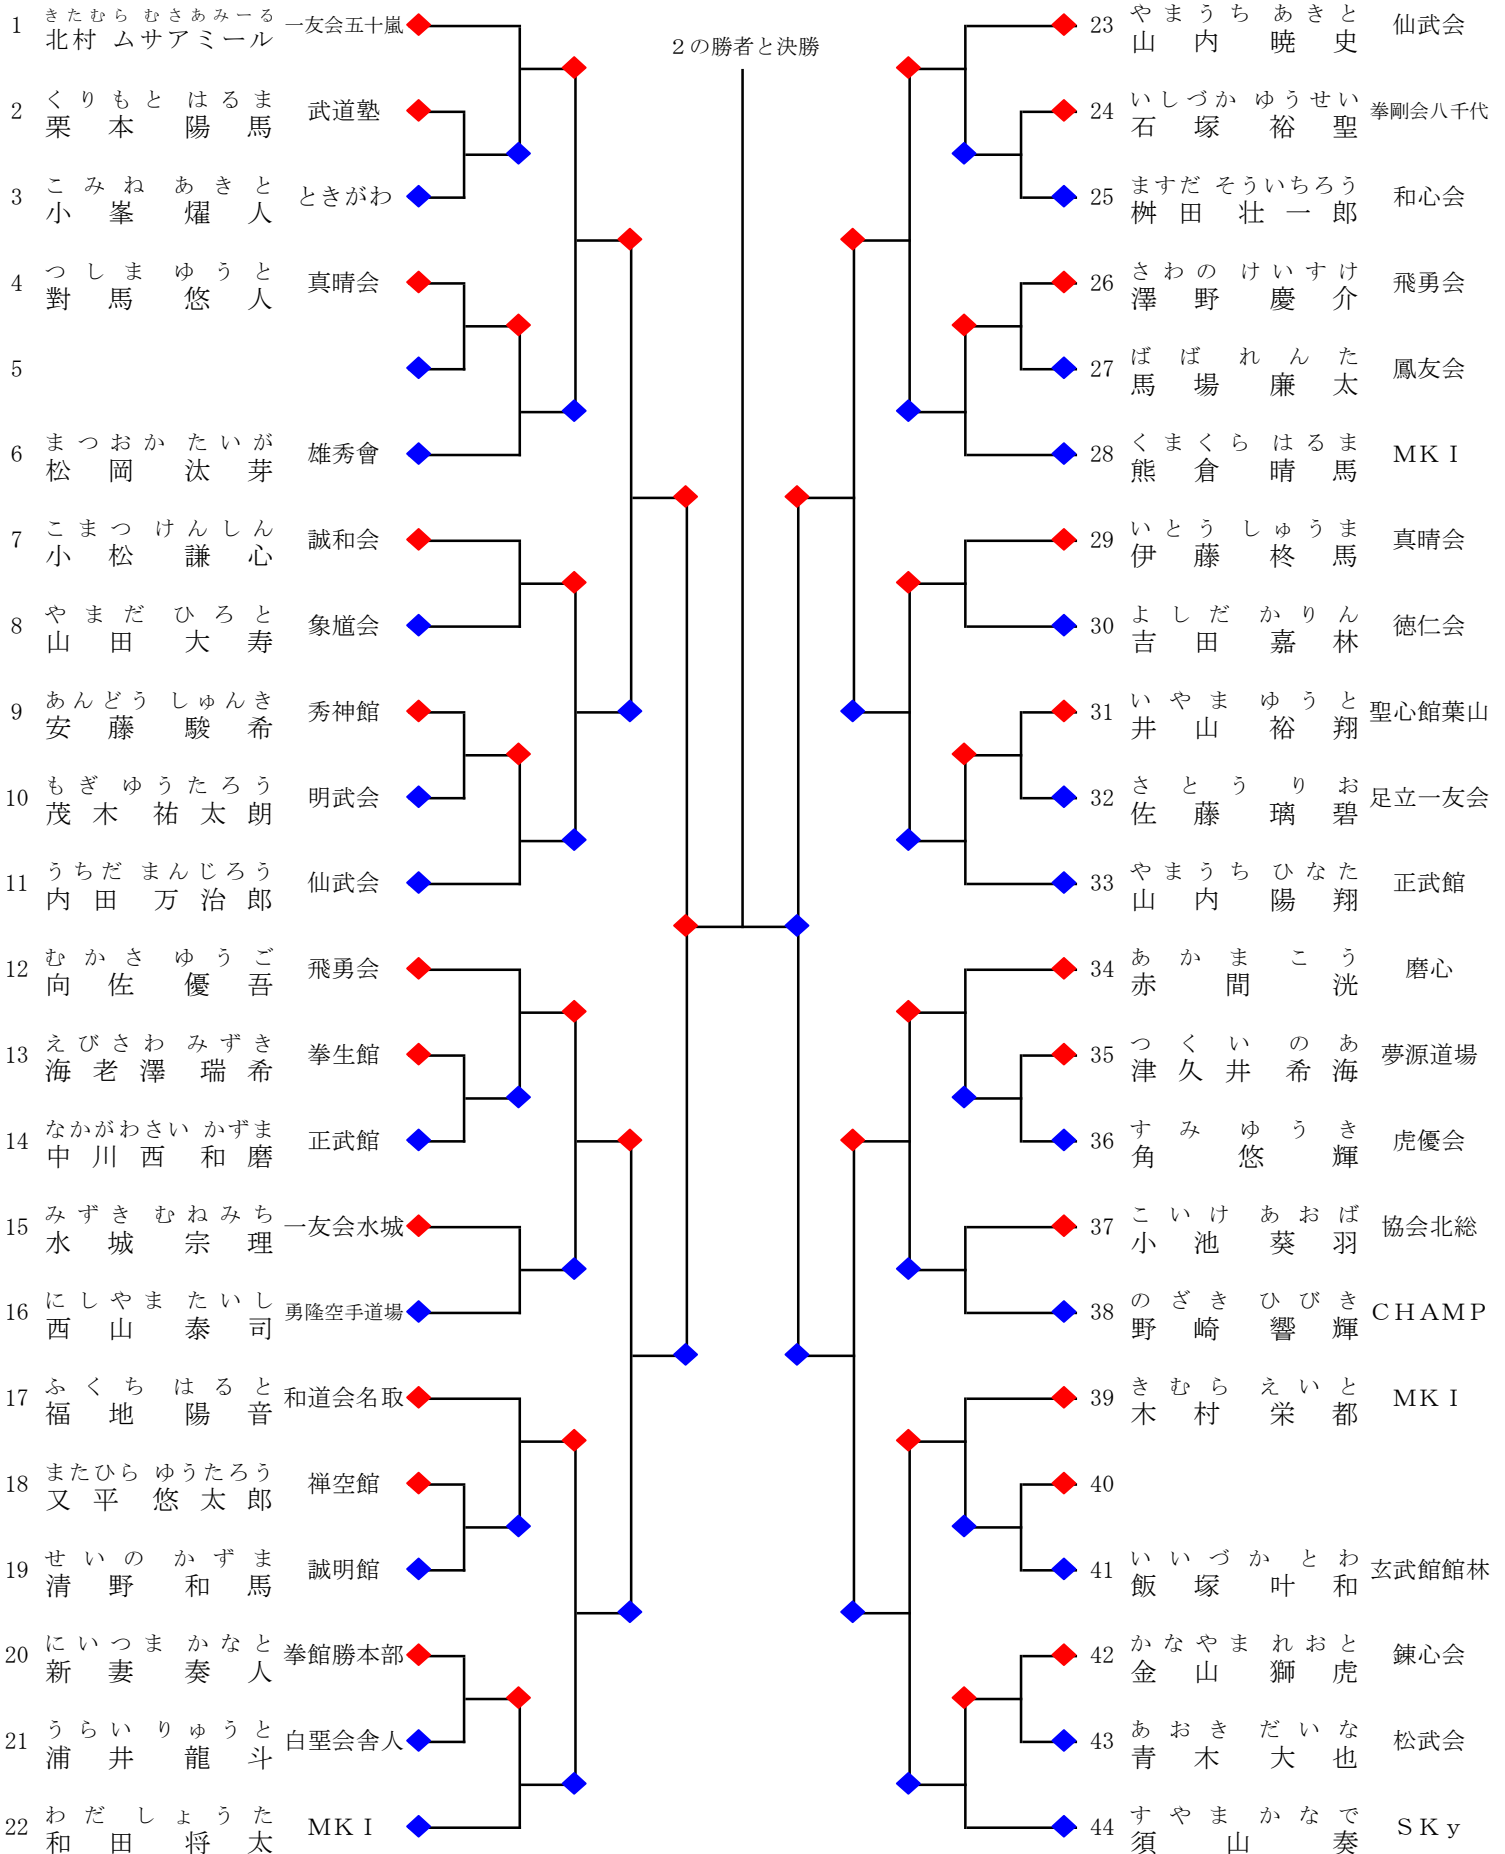 2の勝者と決勝
きたむら むさあみーる
1 北村 ムサアミール 一友会五十嵐
くりもと はるま
2 栗本 陽馬 武道塾
こみね あきと
3 小峯 燿人 ときがわ
つしま ゆうと
4 對馬 悠人 真晴会
5
まつおか たいが
6 松岡 汰芽 雄秀會
こまつ けんしん
7 小松 謙心 誠和会
やまだ ひろと
8 山田 大寿 象馗会
あんどう しゅんき
9 安藤 駿希 秀神館
もぎ ゆうたろう
10 茂木 祐太朗 明武会
うちだ まんじろう
11 内田 万治郎 仙武会
むかさ ゆうご
12 向佐 優吾 飛勇会
えびさわ みずき
13 海老澤 瑞希 拳生館
なかがわさい かずま
14 中川西 和磨 正武館
みずき むねみち
15 水城 宗理 一友会水城
にしやま たいし
16 西山 泰司 勇隆空手道場
ふくち はると
17 福地 陽音 和道会名取
またひら ゆうたろう
18 又平 悠太郎 禅空館
せいの かずま
19 清野 和馬 誠明館
にいつま かなと
20 新妻 奏人 拳館勝本部
うらい りゅうと
21 浦井 龍斗 白堊会舎人
わだ しょうた
22 和田 将太 MKI
やまうち あきと
23 山内 暁史 仙武会
いしづか ゆうせい
24 石塚 裕聖 拳剛会八千代
ますだ そういちろう
25 桝田 壮一郎 和心会
さわの けいすけ
26 澤野 慶介 飛勇会
ばば れんた
27 馬場 廉太 鳳友会
くまくら はるま
28 熊倉 晴馬 MKI
いとう しゅうま
29 伊藤 柊馬 真晴会
よしだ かりん
30 吉田 嘉林 徳仁会
いやま ゆうと
31 井山 裕翔 聖心館葉山
さとう りお
32 佐藤 璃碧 足立一友会
やまうち ひなた
33 山内 陽翔 正武館
あかま こう
34 赤間 洸 磨心
つくい のあ
35 津久井 希海 夢源道場
すみ ゆうき
36 角 悠輝 虎優会
こいけ あおば
37 小池 葵羽 協会北総
のざき ひびき
38 野崎 響輝 CHAMP
きむら えいと
39 木村 栄都 MKI
40
いいづか とわ
41 飯塚 叶和 玄武館館林
かなやま れおと
42 金山 獅虎 錬心会
あおき だいな
43 青木 大也 松武会
すやま かなで
44 須山 奏 SKy